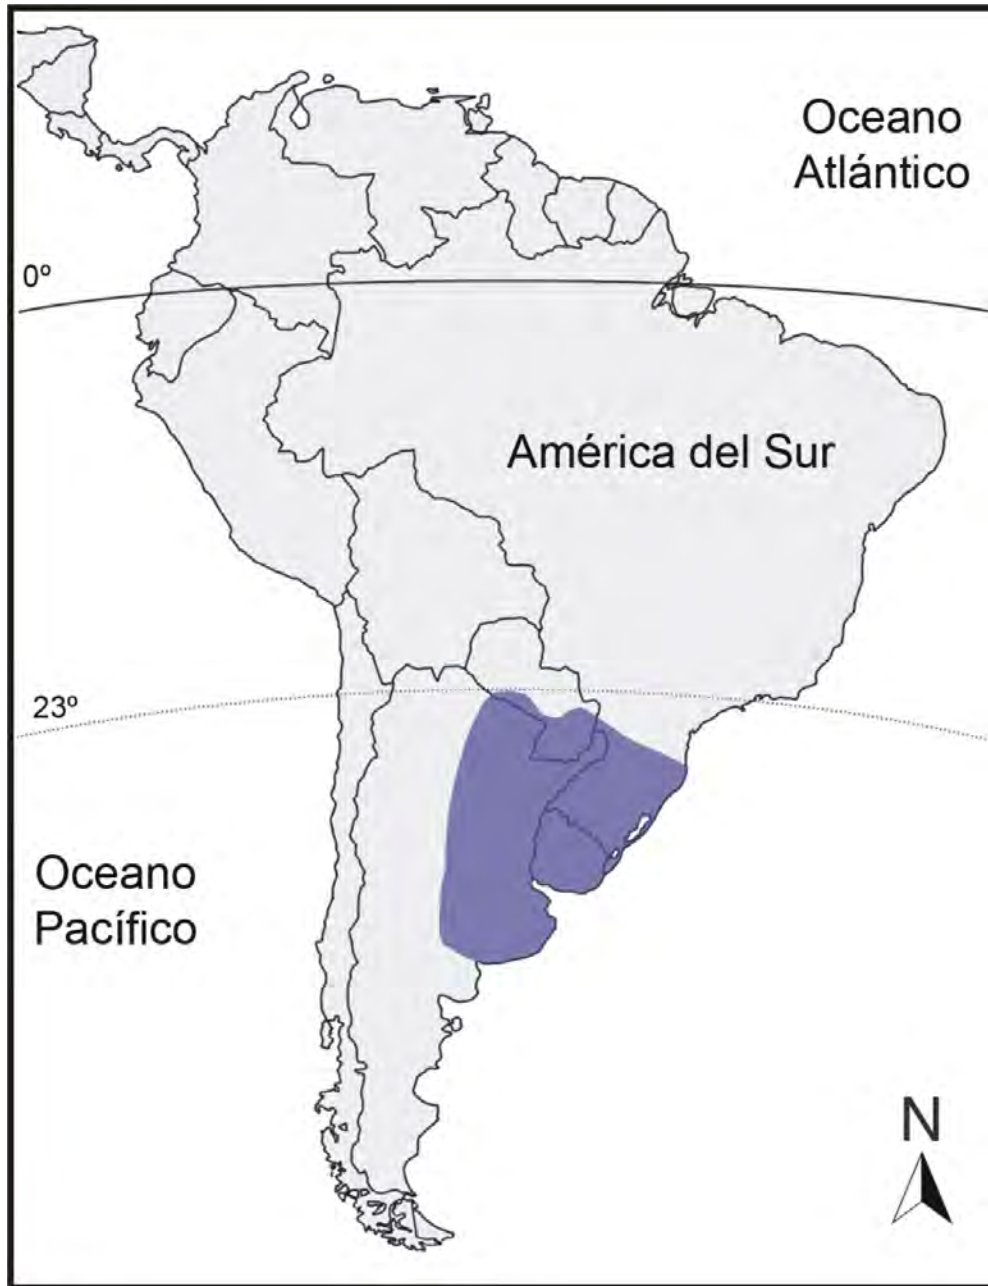 Oceano
Atlántico
0º
América del Sur
23º
Oceano
Pacífico
N